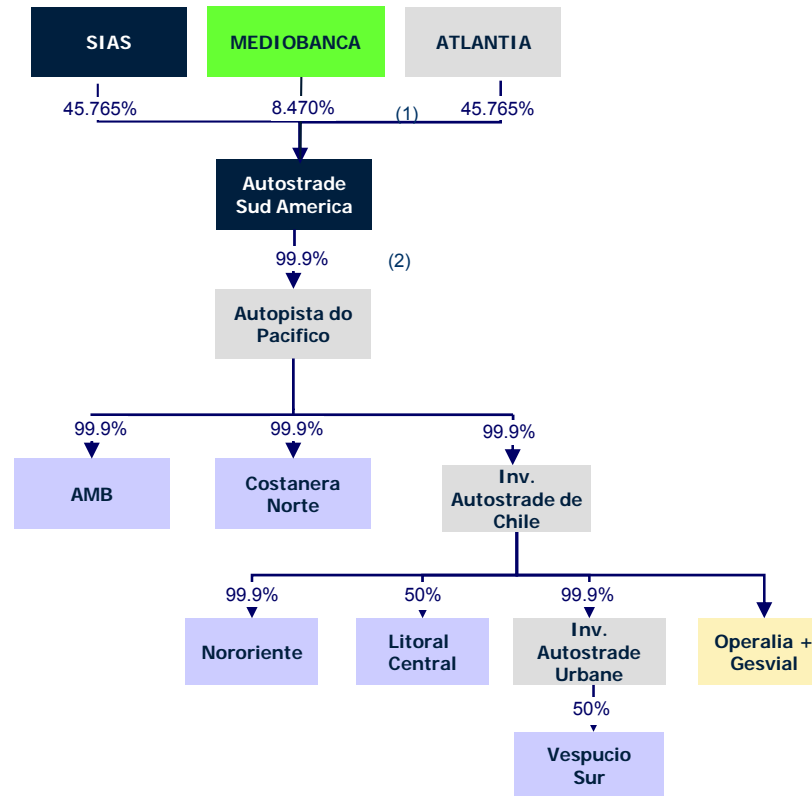 SIAS
MEDIOBANCA
ATLANTIA
45.765%
8.470%
(1)
45.765%
Autostrade
Sud America
99.9%
(2)
Autopista do
Pacifico
99.9%
99.9%
99.9%
AMB
Costanera
Norte
Inv.
Autostrade de
Chile
99.9%
50%
99.9%
Nororiente
Litoral
Central
Inv.
Autostrade
Urbane
Operalia +
Gesvial
50%
Vespucio
Sur